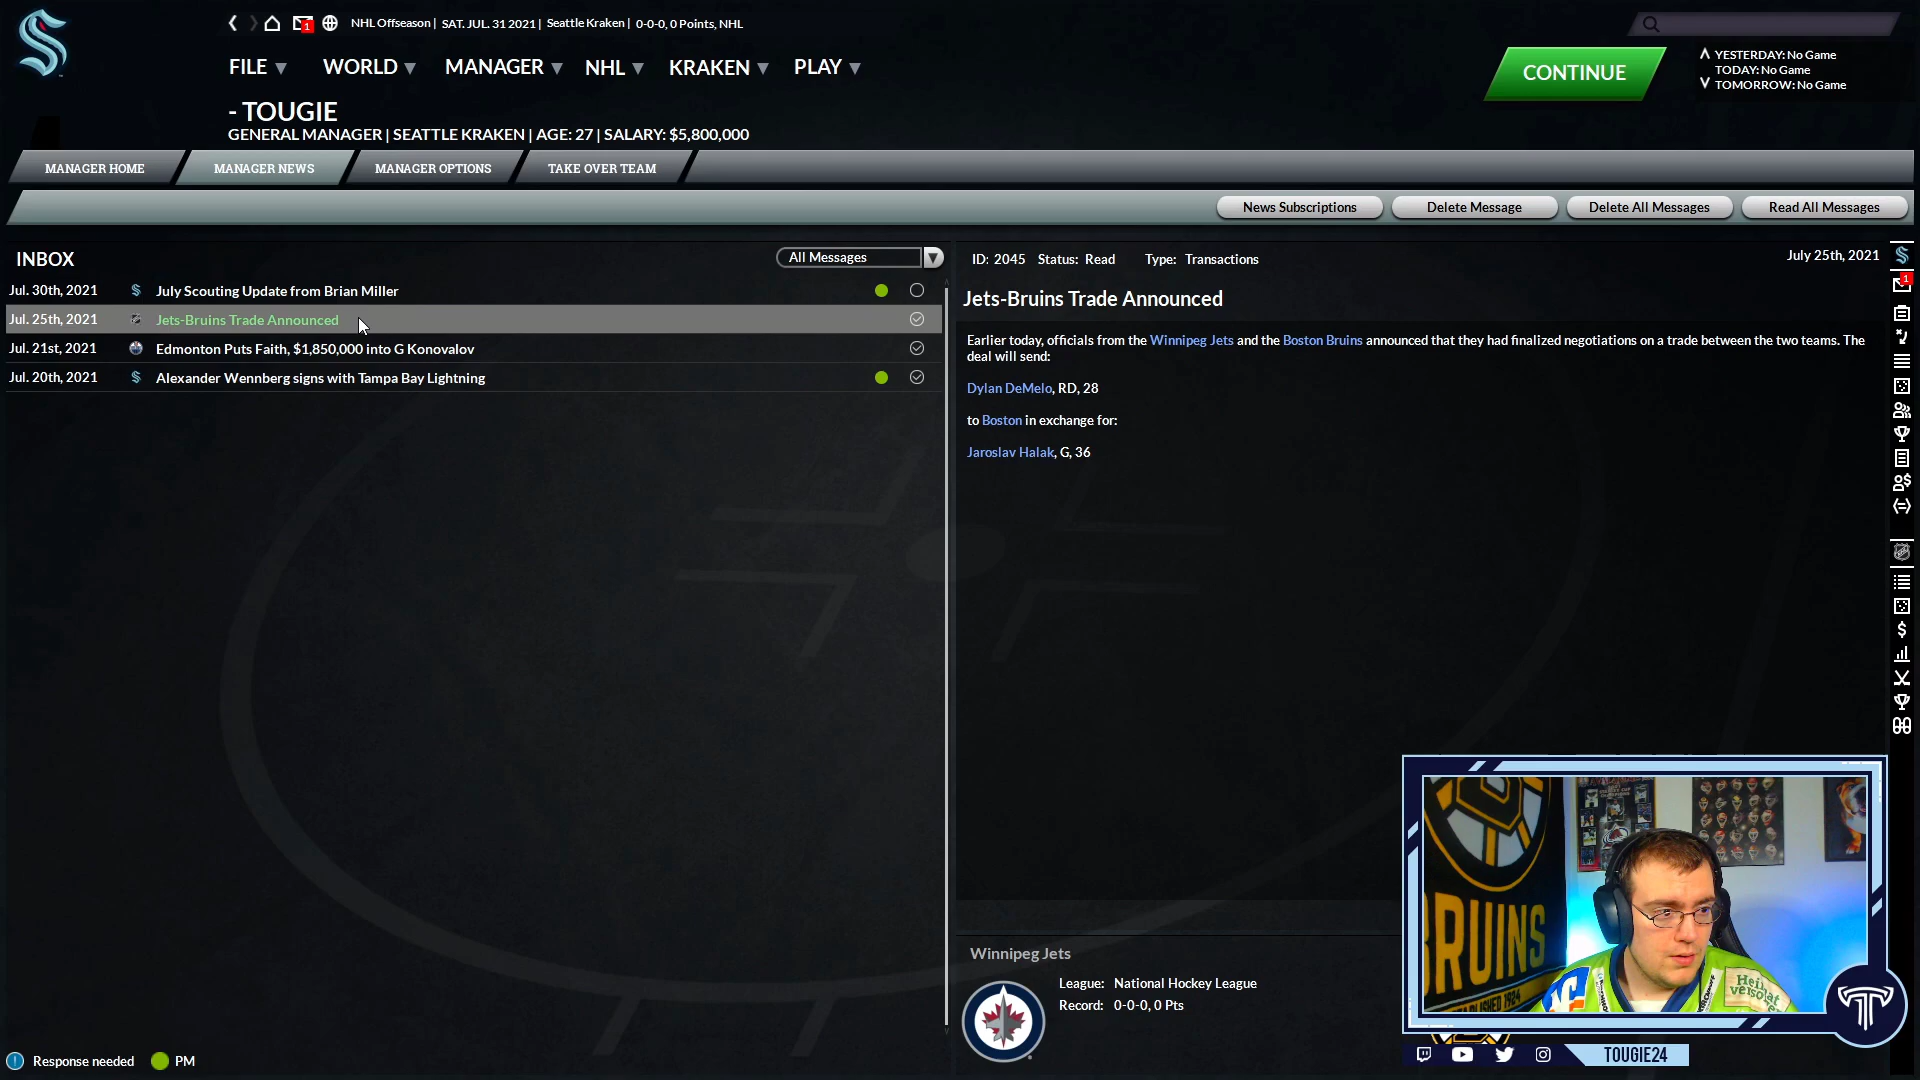 NHL Offseason | SAT. JUL. 31 2021 | Seattle Kraken | 0-0-0, 0 Points, NHL
1
FILE WORLD MANAGER NHL KRAKEN PLAY
CONTINUE
YESTERDAY: No Game
TODAY: No Game
TOMORROW: No Game
- TOUGIE
GENERAL MANAGER | SEATTLE KRAKEN | AGE: 27 | SALARY: $5,800,000
MANAGER HOME MANAGER NEWS MANAGER OPTIONS TAKE OVER TEAM
News Subscriptions Delete Message Delete All Messages Read All Messages
INBOX All Messages
Jul. 30th, 2021 July Scouting Update from Brian Miller
Jul. 25th, 2021 Jets-Bruins Trade Announced
Jul. 21st, 2021 Edmonton Puts Faith, $1,850,000 into G Konovalov
Jul. 20th, 2021 Alexander Wennberg signs with Tampa Bay Lightning
ID: 2045 Status: Read Type: Transactions July 25th, 2021
1
Jets-Bruins Trade Announced
Earlier today, officials from the Winnipeg Jets and the Boston Bruins announced that they had finalized negotiations on a trade between the two teams. The
deal will send:
Dylan DeMelo, RD, 28
to Boston in exchange for:
Jaroslav Halak, G, 36
Winnipeg Jets
League: National Hockey League
Record: 0-0-0, 0 Pts
Response needed PM
BRUINS
Heimat
verso
TOUGIE24